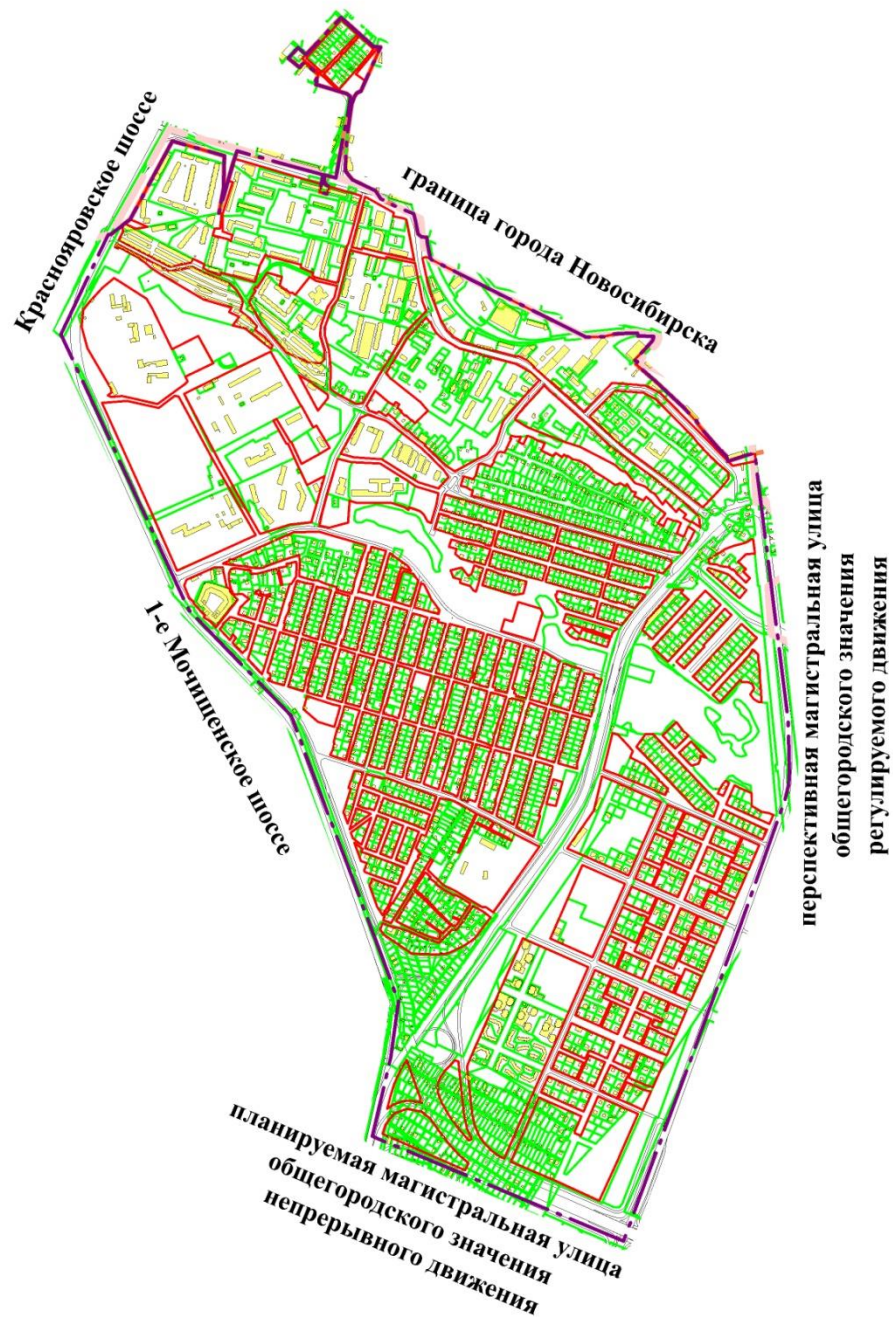 Краснояровское шоссе
граница города Новосибирска
перспективная магистральная улица
общегородского значения
регулируемого движения
1-е Мочищенское шоссе
планируемая магистральная улица
общегородского значения
непрерывного движения